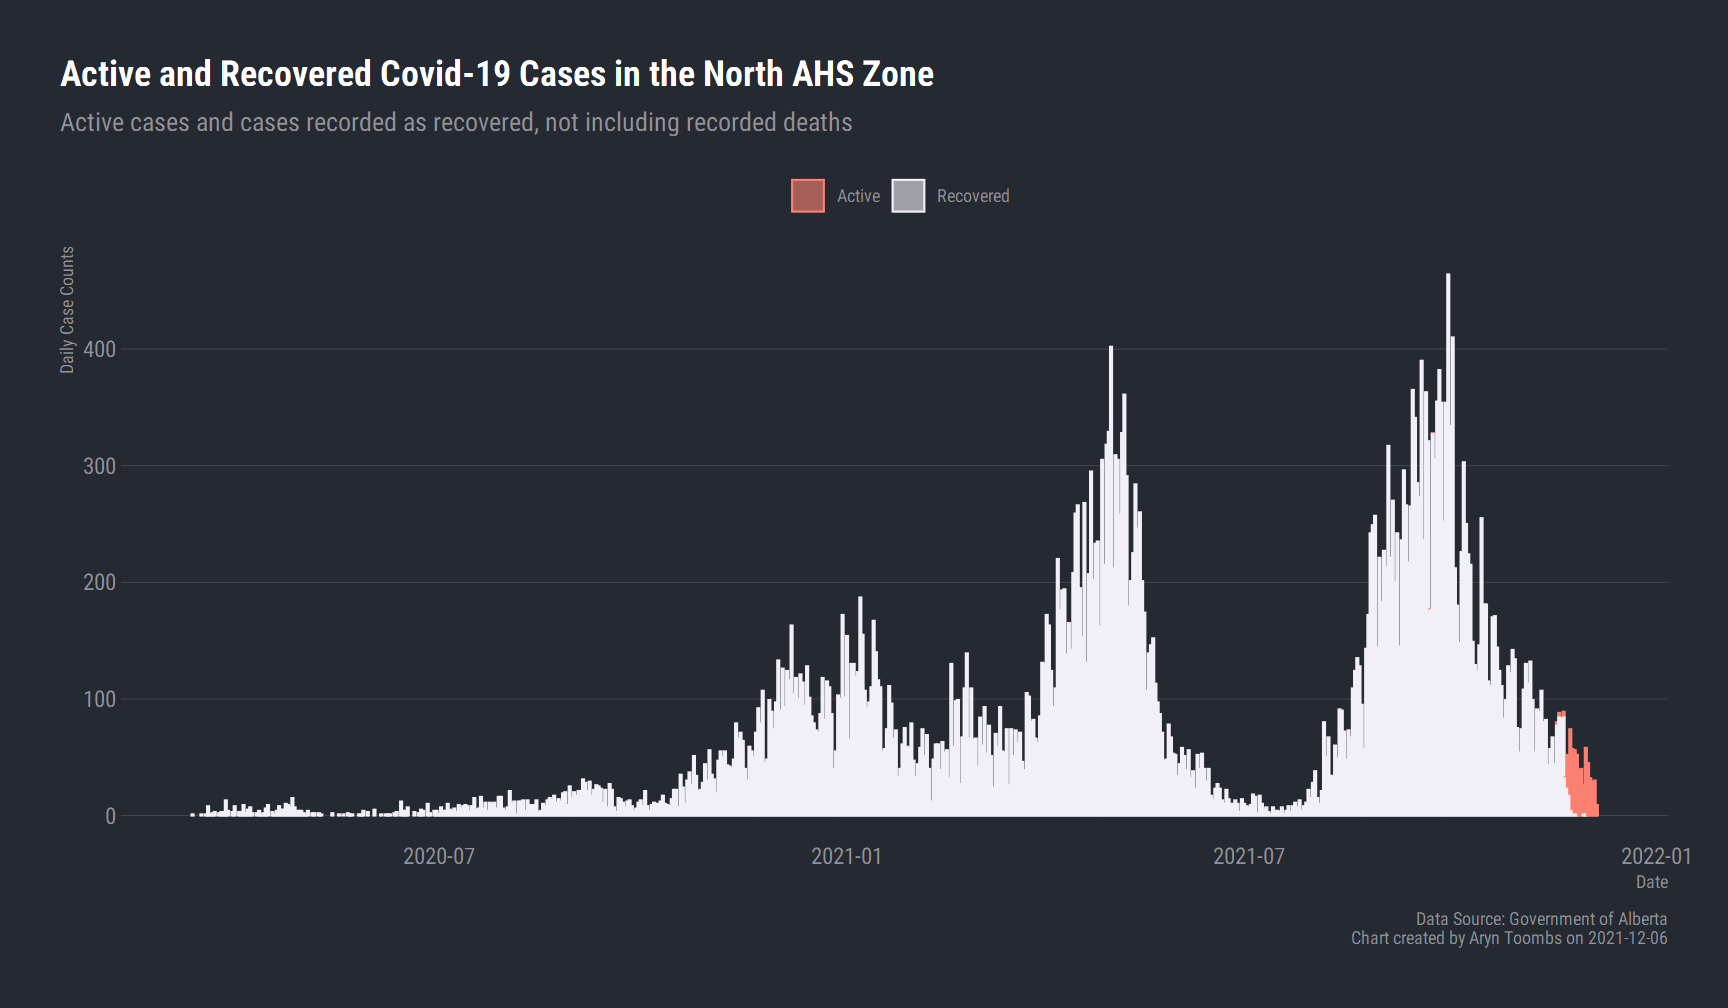 Active and Recovered Covid-19 Cases in the North AHS Zone
Active cases and cases recorded as recovered, not including recorded deaths
Active
Recovered
Daily Case Counts
400
300
200
100
0
2020-07
2021-01
2021-07
2022-01
Date
Data Source: Government of Alberta
Chart created by Aryn Toombs on 2021-12-06